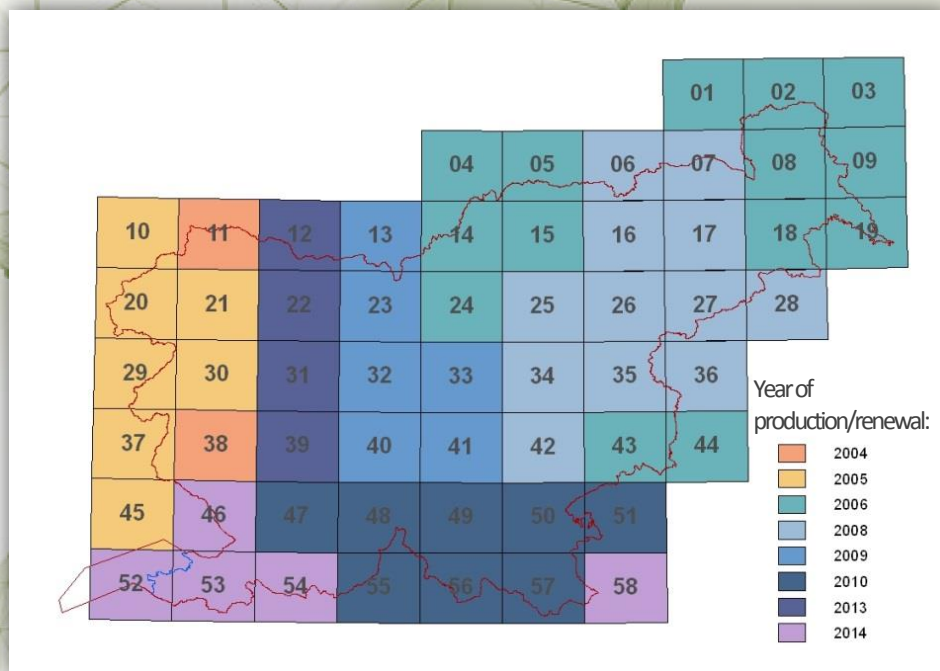 01 02 03
04 05 06 07 08 09
10 11 12 13 14 15 16 17 18 19
20 21 22 23 24 25 26 27 28
29 30 31 32 33 34 35 36
37 38 39 40 41 42 43 44
45 46 47 48 49 50 51
52 53 54 55 56 57 58
Year of
production/renewal:
2004
2005
2006
2008
2009
2010
2013
2014